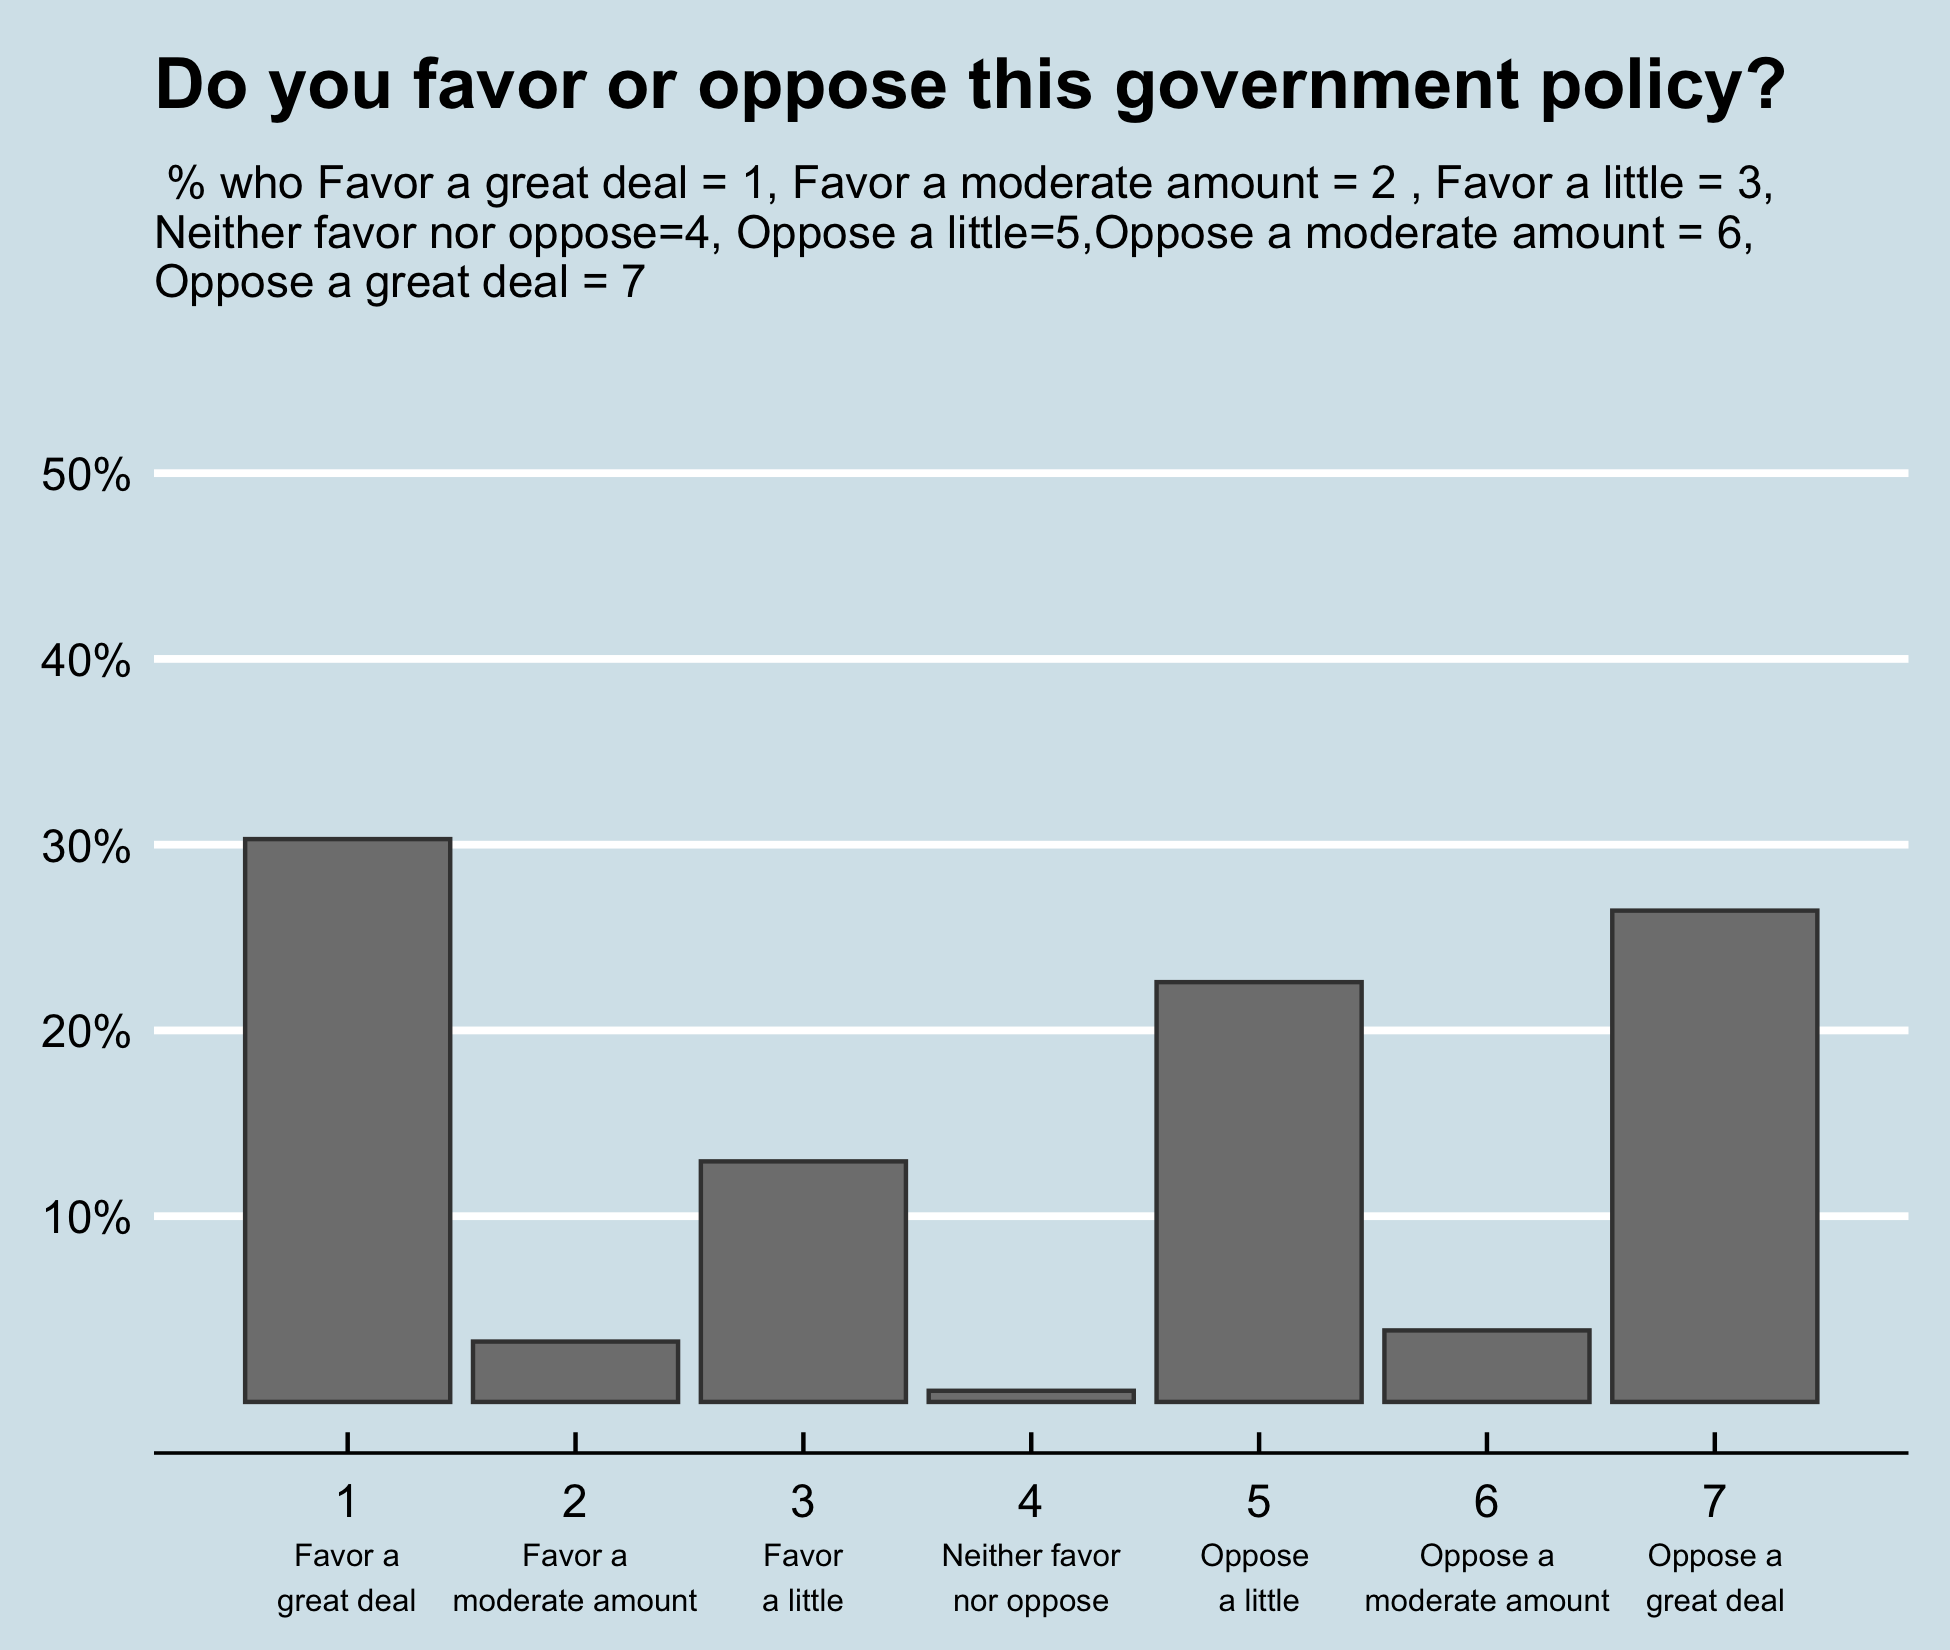 Do you favor or oppose this government policy?
% who Favor a great deal = 1, Favor a moderate amount = 2 , Favor a little = 3,
Neither favor nor oppose=4, Oppose a little=5,Oppose a moderate amount = 6,
Oppose a great deal = 7
50%
40%
30%
20%
10%
1 2 3 4 5 6 7
Favor a Favor a Favor Neither favor Oppose Oppose a Oppose a
great deal moderate amount a little nor oppose a little moderate amount great deal